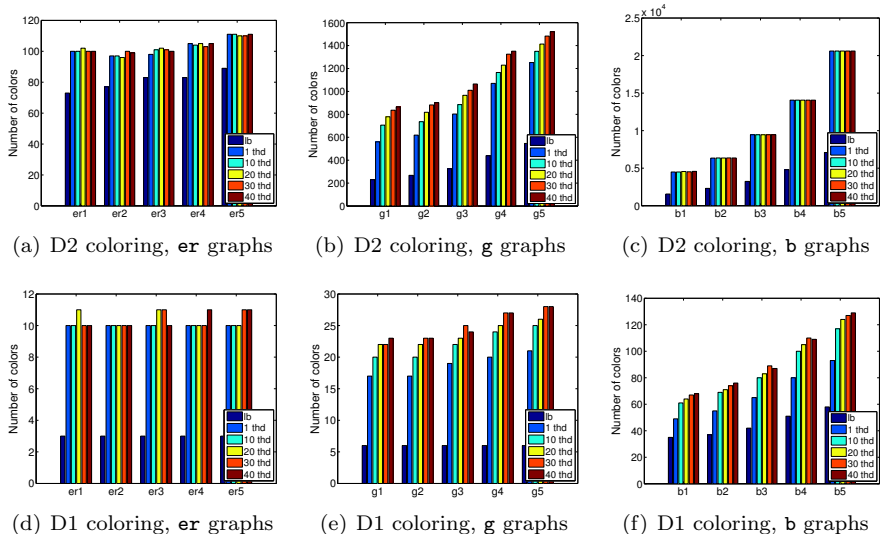 Number of colors
120
100
80
60
40
20
0
er1 er2 er3 er4 er5
lb
1 thd
10 thd
20 thd
30 thd
40 thd
(a) D2 coloring, er graphs
Number of colors
1600
1400
1200
1000
800
600
400
200
0
g1 g2 g3 g4 g5
lb
1 thd
10 thd
20 thd
30 thd
40 thd
(b) D2 coloring, g graphs
Number of colors
x 10^4
2.5
2
1.5
1
0.5
0
b1 b2 b3 b4 b5
lb
1 thd
10 thd
20 thd
30 thd
40 thd
(c) D2 coloring, b graphs
Number of colors
12
10
8
6
4
2
0
er1 er2 er3 er4 er5
lb
1 thd
10 thd
20 thd
30 thd
40 thd
(d) D1 coloring, er graphs
Number of colors
30
25
20
15
10
5
0
g1 g2 g3 g4 g5
lb
1 thd
10 thd
20 thd
30 thd
40 thd
(e) D1 coloring, g graphs
Number of colors
140
120
100
80
60
40
20
0
b1 b2 b3 b4 b5
lb
1 thd
10 thd
20 thd
30 thd
40 thd
(f) D1 coloring, b graphs